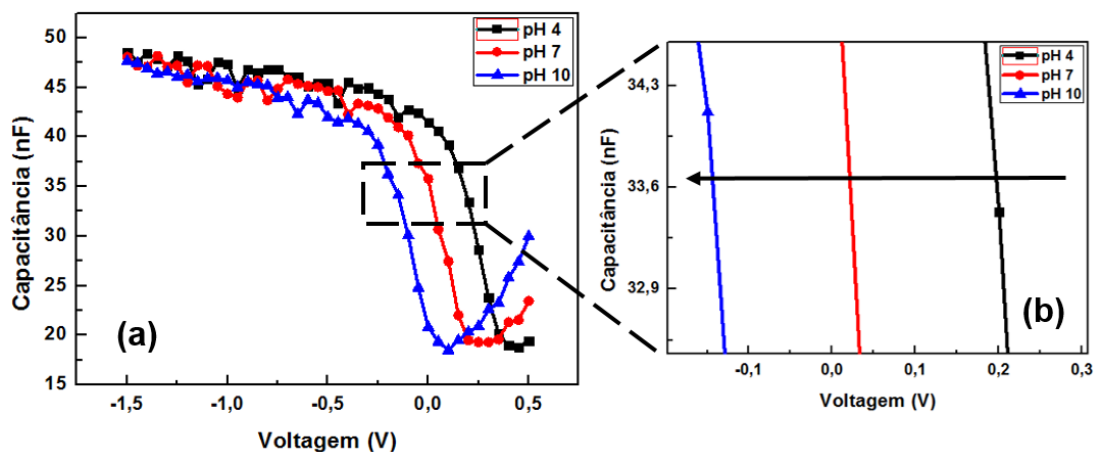 50
45
40
35
30
25
20
15
Capacitância (nF)
-1,5
-1,0
-0,5
0,0
0,5
Voltagem (V)
pH 4
pH 7
pH 10
(a)
34,3
33,6
32,9
Capacitância (nF)
-0,1
0,0
0,1
0,2
0,3
Voltagem (V)
pH 4
pH 7
pH 10
(b)